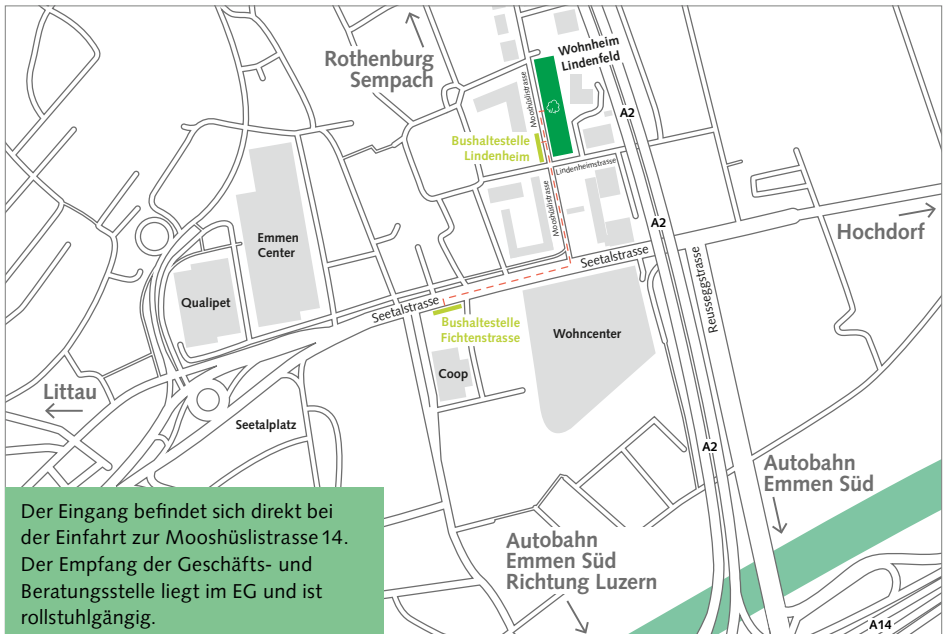 Rothenburg
Sempach
Wohnheim
Lindenfeld
Mooshüslistrasse
A2
Bushaltestelle
Lindenheim
Lindenheimstrasse
Mooshüslistrasse
A2
Hochdorf
Emmen
Center
Seetalstrasse
Reusseggstrasse
Qualipet
Seetalstrasse
Bushaltestelle
Fichtenstrasse
Wohncenter
Coop
Littau
Seetalplatz
A2
Autobahn
Emmen Süd
Der Eingang befindet sich direkt bei
der Einfahrt zur Mooshüslistrasse 14.
Der Empfang der Geschäfts- und
Beratungsstelle liegt im EG und ist
rollstuhlgängig.
Autobahn
Emmen Süd
Richtung Luzern
A14